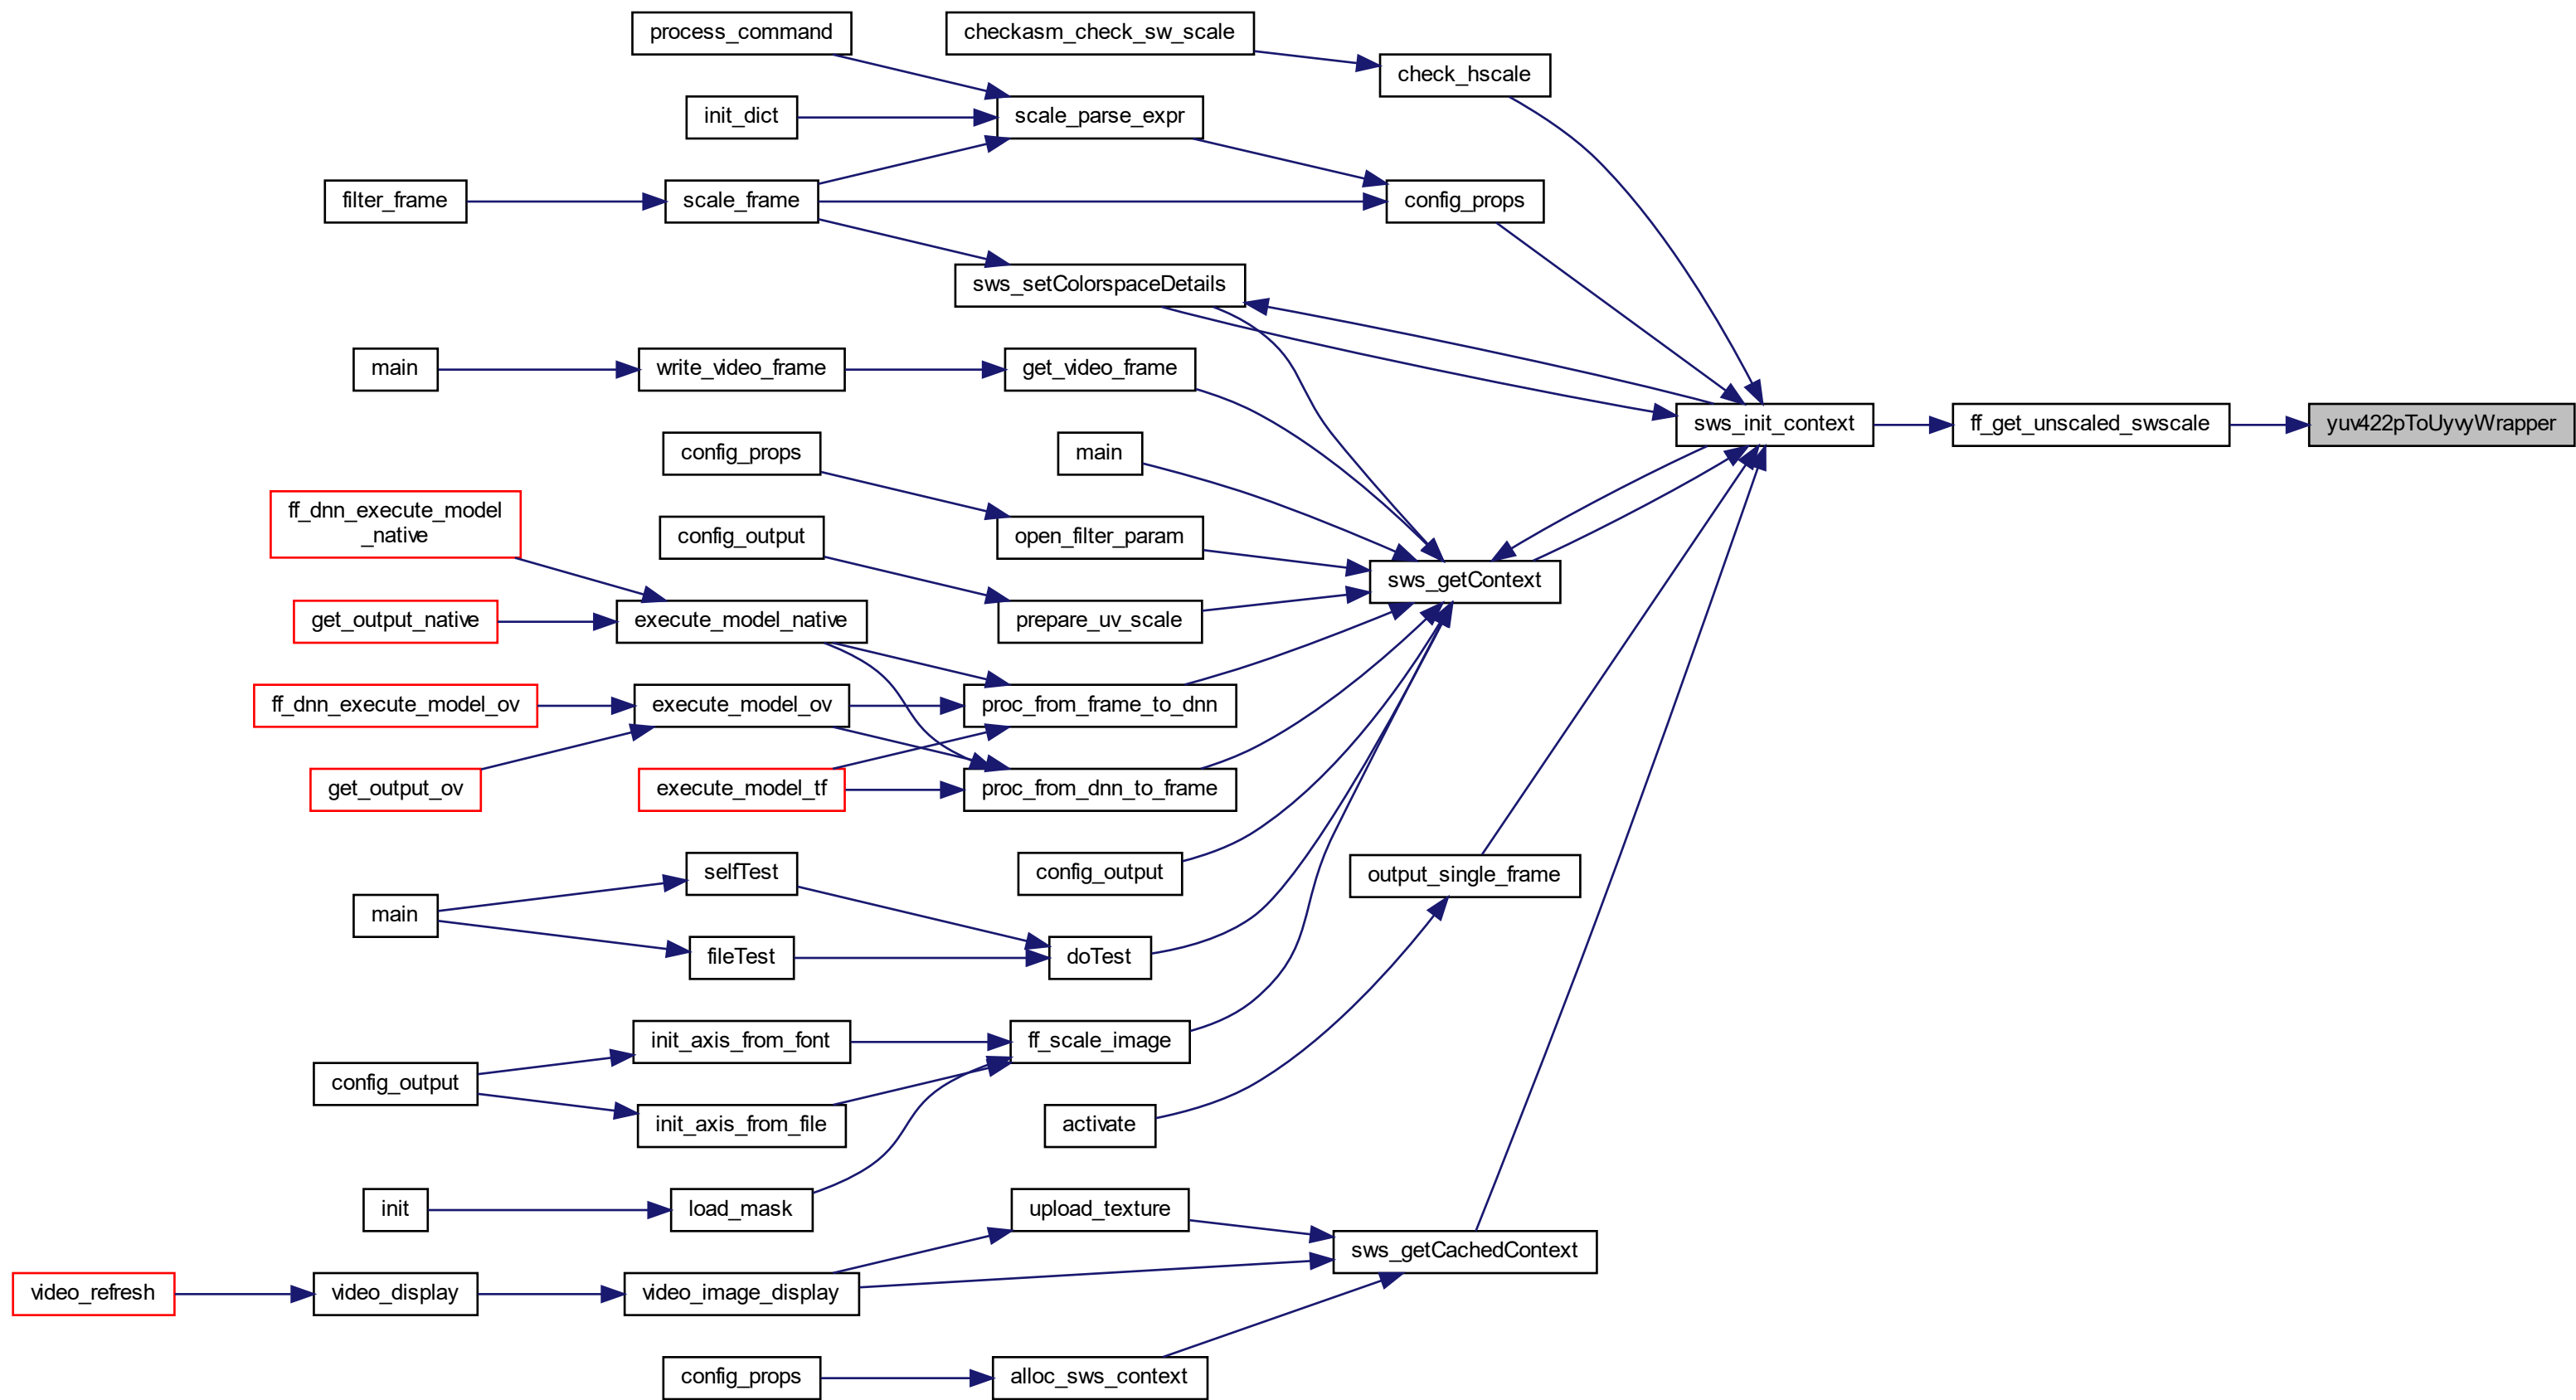 process_command
checkasm_check_sw_scale
check_hscale
init_dict
scale_parse_expr
filter_frame
scale_frame
config_props
sws_setColorspaceDetails
main
write_video_frame
get_video_frame
sws_init_context
ff_get_unscaled_swscale
yuv422pToUyvyWrapper
config_props
main
ff_dnn_execute_model
_native
config_output
open_filter_param
sws_getContext
get_output_native
execute_model_native
prepare_uv_scale
ff_dnn_execute_model_ov
execute_model_ov
proc_from_frame_to_dnn
get_output_ov
execute_model_tf
proc_from_dnn_to_frame
selfTest
config_output
output_single_frame
main
fileTest
doTest
init_axis_from_font
ff_scale_image
config_output
init_axis_from_file
activate
init
load_mask
upload_texture
sws_getCachedContext
video_refresh
video_display
video_image_display
config_props
alloc_sws_context